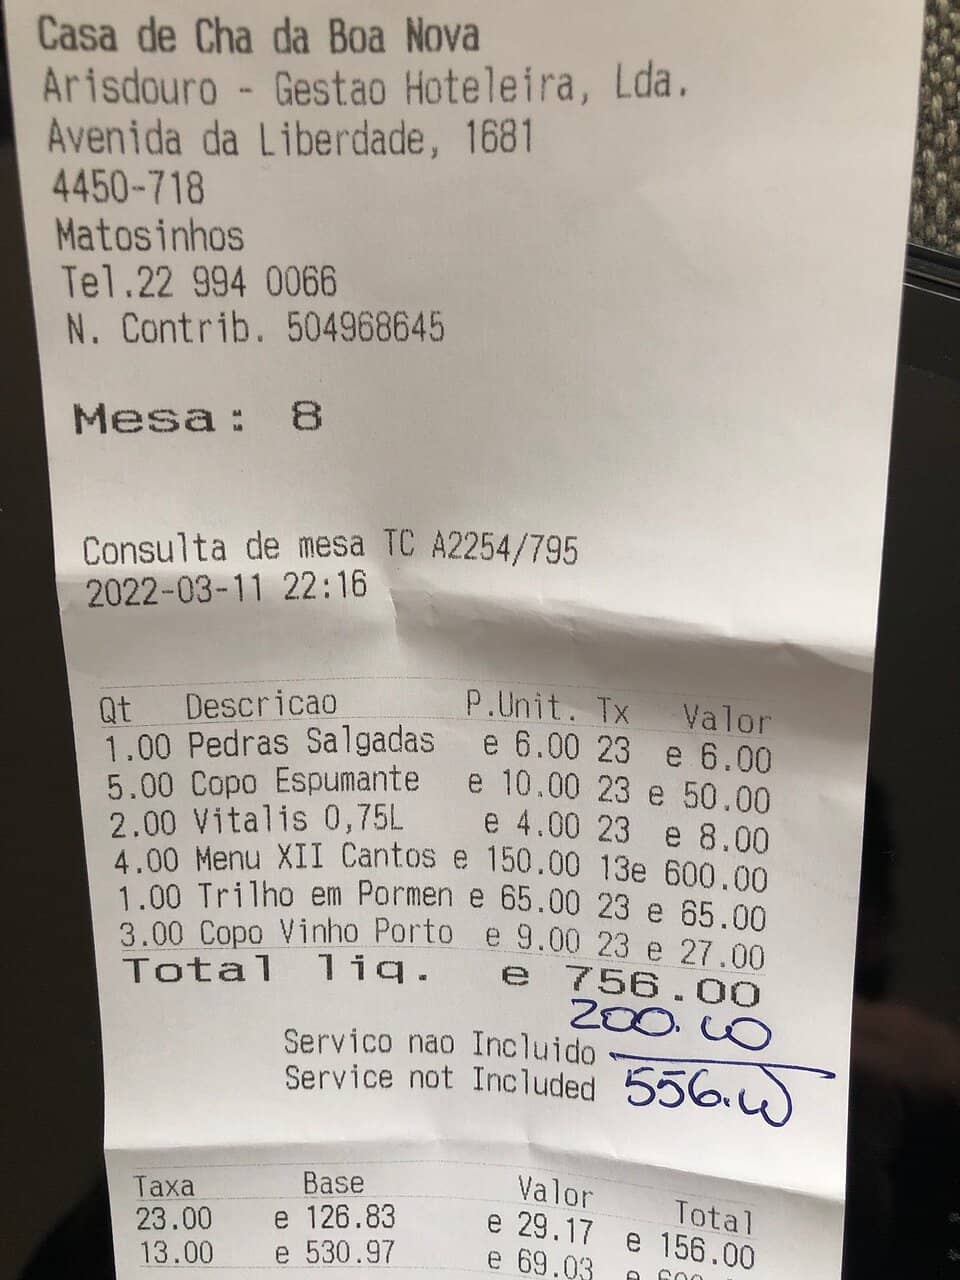 Casa de Cha da Boa Nova
Arisdouro - Gestao Hoteleira, Lda.
Avenida da Liberdade, 1681
4450-718
Matosinhos
Tel.22 994 0066
N. Contrib. 504968645
Mesa: 8
Consulta de mesa TC A2254/795
2022-03-11 22:16
Qt Descricao P.Unit. Tx Valor
1.00 Pedras Salgadas e 6.00 23 e 6.00
5.00 Copo Espumante e 10.00 23 e 50.00
2.00 Vitalis 0,75L e 4.00 23 e 8.00
4.00 Menu XII Cantos e 150.00 13e 600.00
1.00 Trilho em Pormen e 65.00 23 e 65.00
3.00 Copo Vinho Porto e 9.00 23 e 27.00
Total liq. e 756.00
200.00
Servico nao Incluido
Service not Included 556.00
Taxa Base Valor Total
23.00 e 126.83 e 29.17 e 156.00
13.00 e 530.97 e 69.03 e